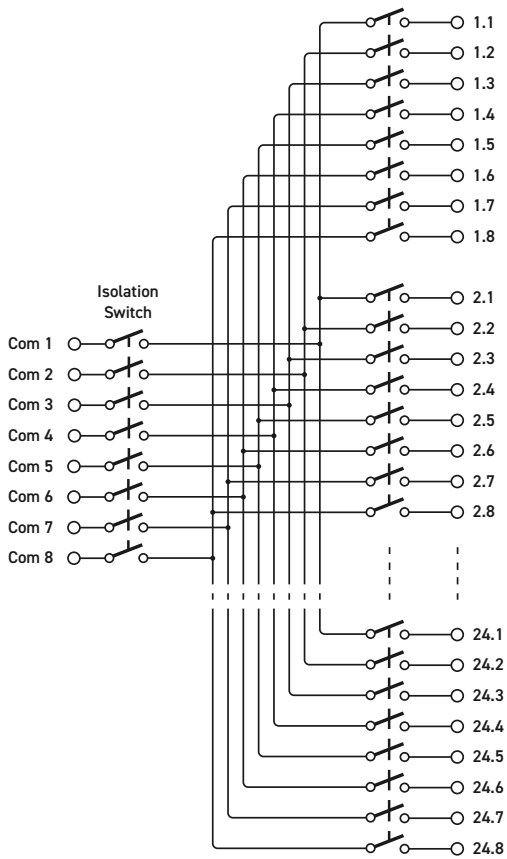 1.1
1.2
1.3
1.4
1.5
1.6
1.7
1.8
Isolation
Switch
2.1
2.2
2.3
2.4
2.5
2.6
2.7
2.8
Com 1
Com 2
Com 3
Com 4
Com 5
Com 6
Com 7
Com 8
24.1
24.2
24.3
24.4
24.5
24.6
24.7
24.8